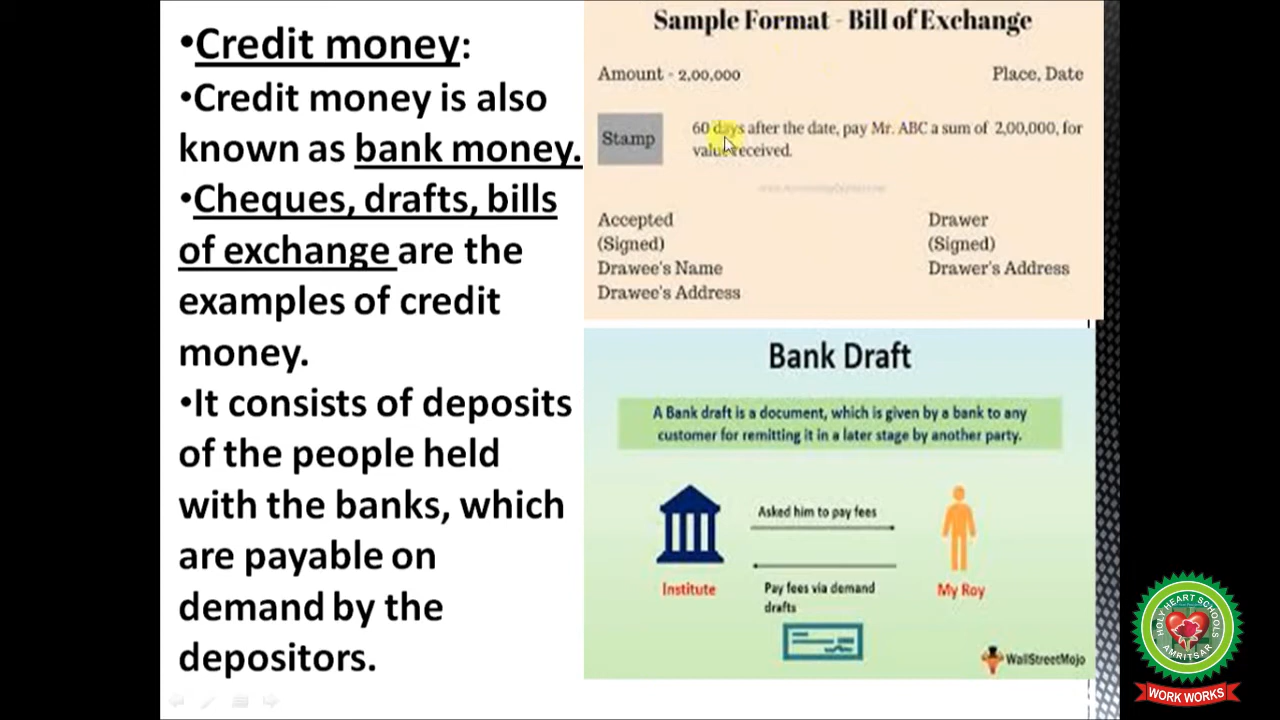 •Credit money:
•Credit money is also
known as bank money.
•Cheques, drafts, bills
of exchange are the
examples of credit
money.
•It consists of deposits
of the people held
with the banks, which
are payable on
demand by the
depositors.
Sample Format - Bill of Exchange
Amount - 2,00,000
Place, Date
Stamp
60 days after the date, pay Mr. ABC a sum of 2,00,000, for
value received.
Accepted
(Signed)
Drawee's Name
Drawee's Address
Drawer
(Signed)
Drawer's Address
Bank Draft
A Bank draft is a document, which is given by a bank to any
customer for remitting it in a later stage by another party.
Asked him to pay fees
Institute
Pay fees via demand
drafts
My Roy
WallStreetMojo
HOLY HEART SCHOOLS
AMRITSAR
WORK WORKS